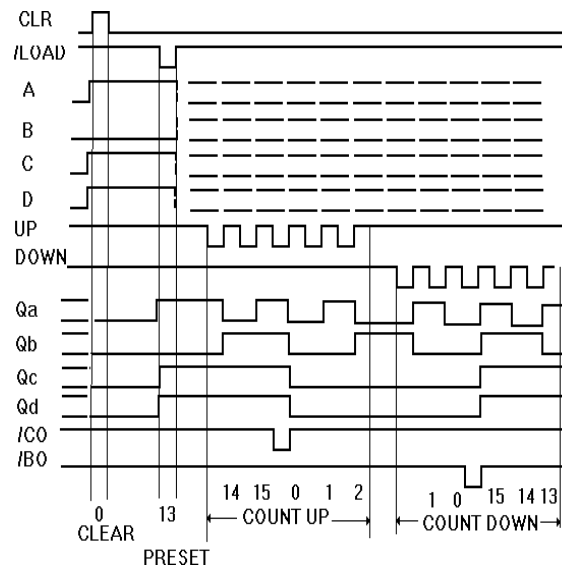 CLR
/LOAD
A
B
C
D
UP
DOWN
Qa
Qb
Qc
Qd
/CO
/BO
14 15 0 1 2
1 0 15 14 13
0 13
COUNT UP
COUNT DOWN
CLEAR
PRESET